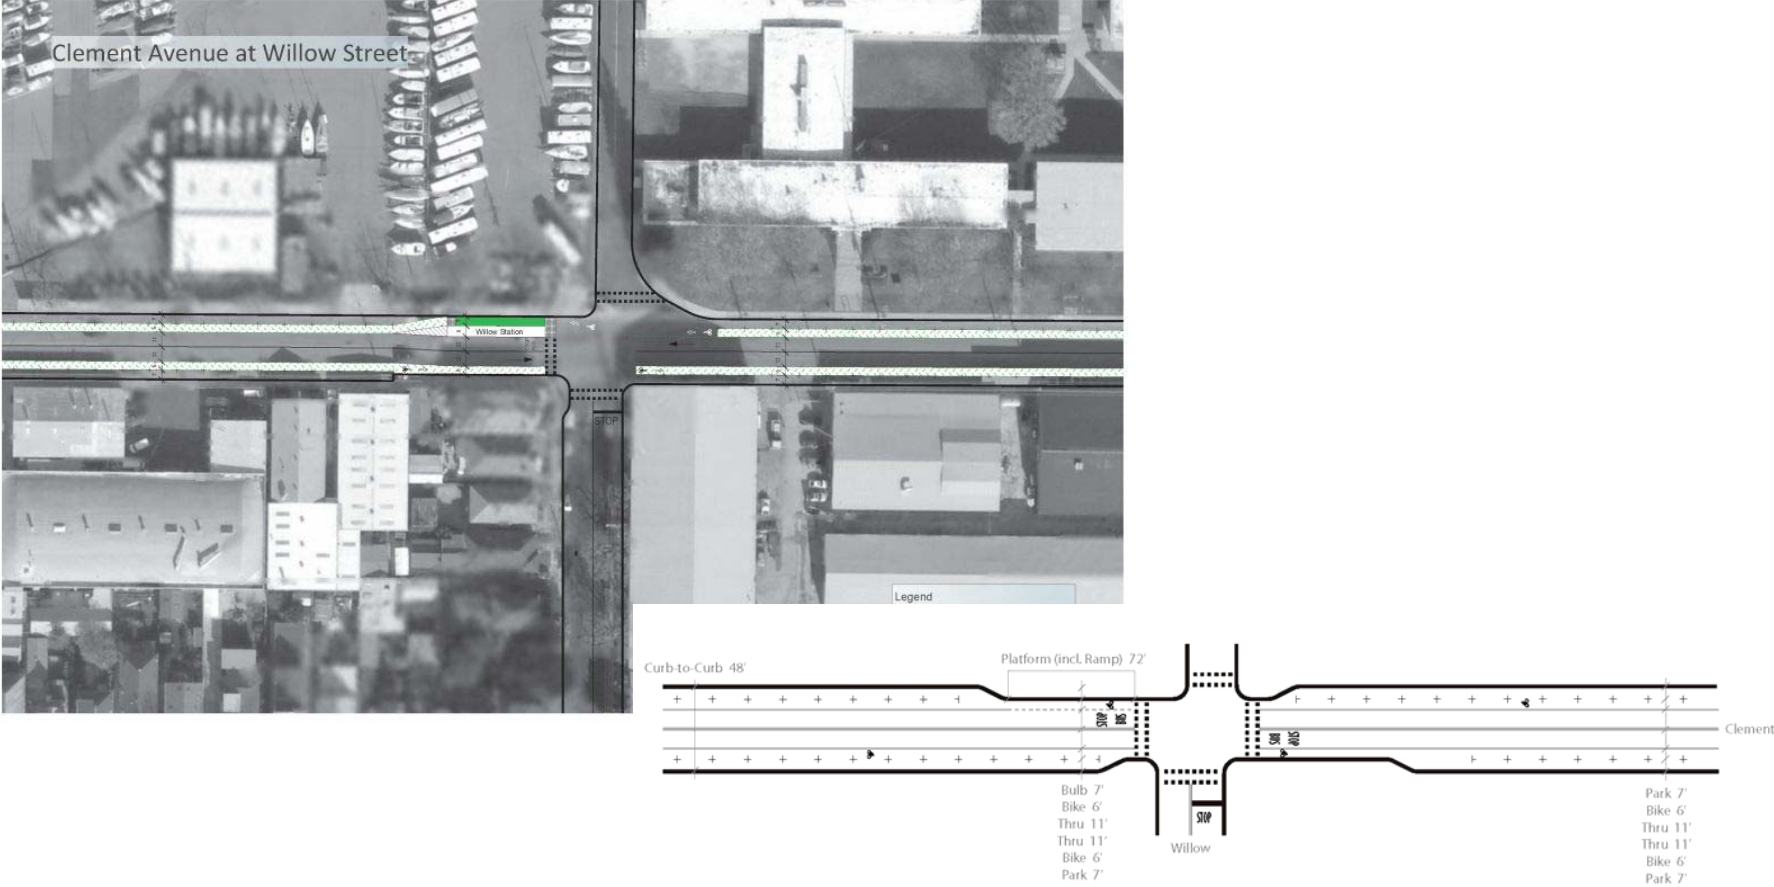 Clement Avenue at Willow Street
Willow Station
STOP
Legend
Curb-to-Curb 48'
Platform (incl. Ramp) 72'
STOP
BUS
BUS
STOP
Clement
Bulb 7'
Bike 6'
Thru 11'
Thru 11'
Bike 6'
Park 7'
STOP
Willow
Park 7'
Bike 6'
Thru 11'
Thru 11'
Bike 6'
Park 7'